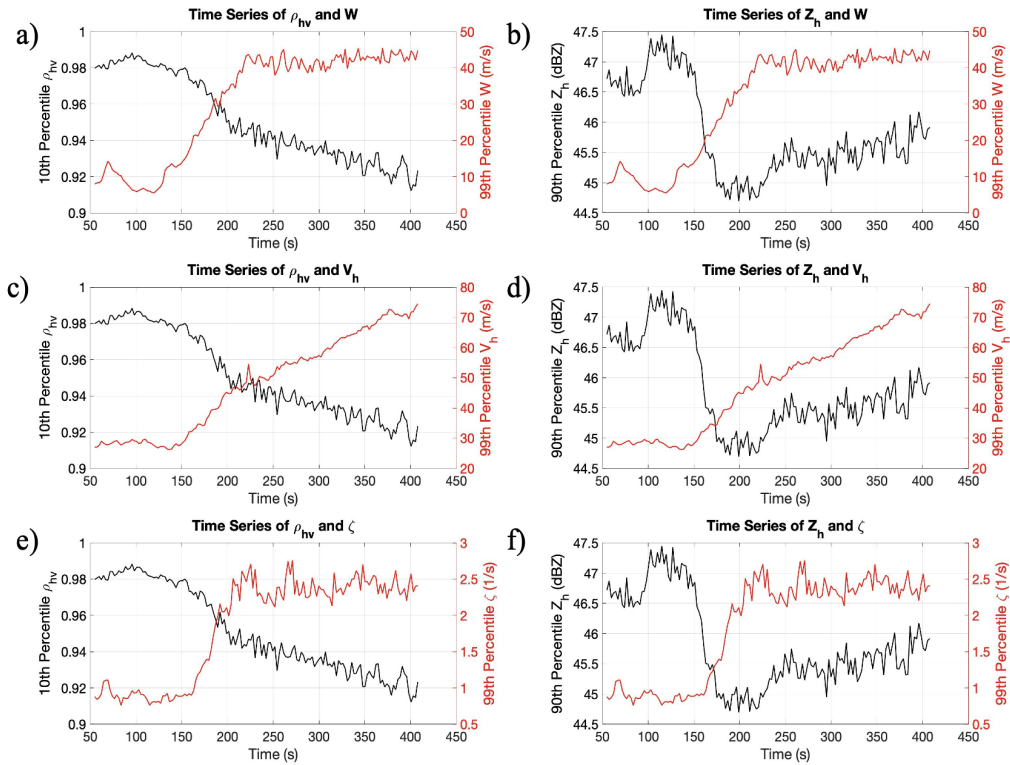 a)
Time Series of ρhv and W
10th Percentile ρhv
1
0.98
0.96
0.94
0.92
0.9
50
40
30
20
10
0
99th Percentile W (m/s)
50 100 150 200 250 300 350 400 450
Time (s)
b)
Time Series of Zh and W
90th Percentile Zh (dBZ)
47.5
47
46.5
46
45.5
45
44.5
50
40
30
20
10
0
99th Percentile W (m/s)
50 100 150 200 250 300 350 400 450
Time (s)
c)
Time Series of ρhv and Vh
10th Percentile ρhv
1
0.98
0.96
0.94
0.92
0.9
80
70
60
50
40
30
20
99th Percentile Vh (m/s)
50 100 150 200 250 300 350 400 450
Time (s)
d)
Time Series of Zh and Vh
90th Percentile Zh (dBZ)
47.5
47
46.5
46
45.5
45
44.5
80
70
60
50
40
30
20
99th Percentile Vh (m/s)
50 100 150 200 250 300 350 400 450
Time (s)
e)
Time Series of ρhv and ζ
10th Percentile ρhv
1
0.98
0.96
0.94
0.92
0.9
3
2.5
2
1.5
1
0.5
99th Percentile ζ (1/s)
50 100 150 200 250 300 350 400 450
Time (s)
f)
Time Series of Zh and ζ
90th Percentile Zh (dBZ)
47.5
47
46.5
46
45.5
45
44.5
3
2.5
2
1.5
1
0.5
99th Percentile ζ (1/s)
50 100 150 200 250 300 350 400 450
Time (s)